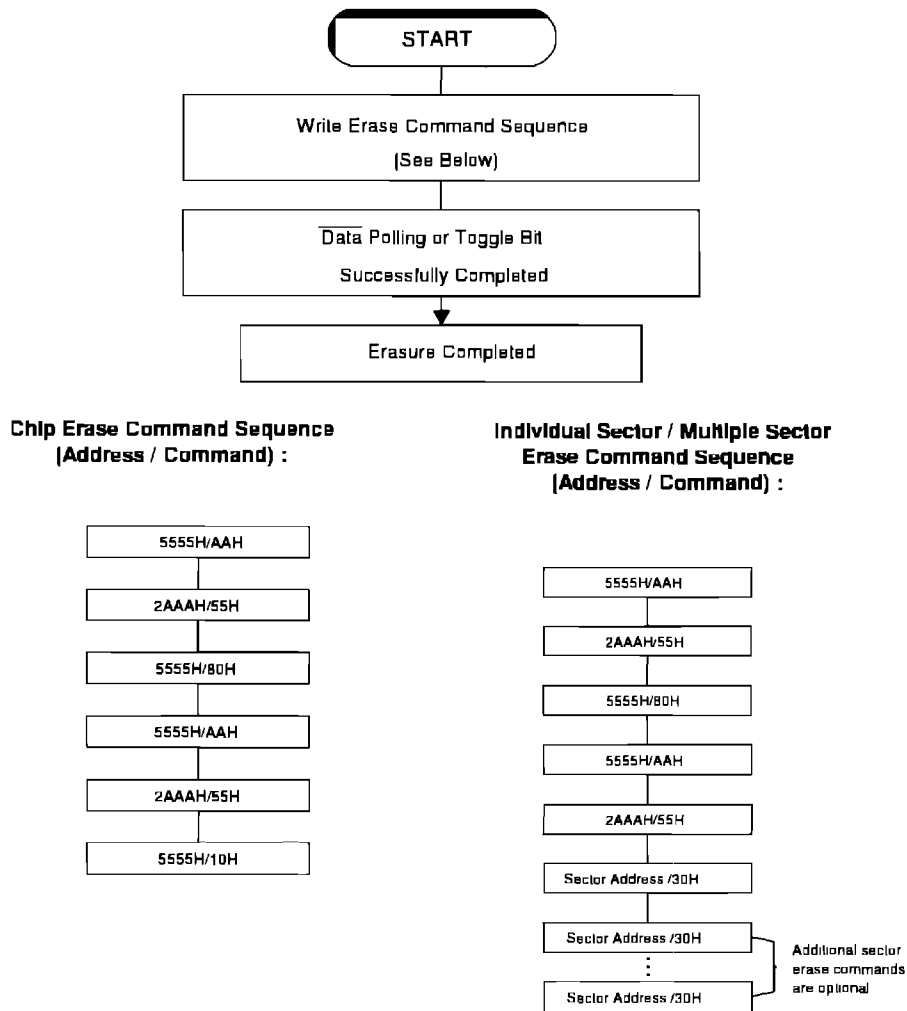 START
Write Erase Command Sequence
(See Below)
Data Polling or Toggle Bit
Successfully Completed
Erasure Completed
Chip Erase Command Sequence
(Address / Command) :
5555H/AAH
2AAAH/55H
5555H/80H
5555H/AAH
2AAAH/55H
5555H/10H
Individual Sector / Multiple Sector
Erase Command Sequence
(Address / Command) :
5555H/AAH
2AAAH/55H
5555H/80H
5555H/AAH
2AAAH/55H
Sector Address /30H
Sector Address /30H
Sector Address /30H
Additional sector
erase commands
are optional